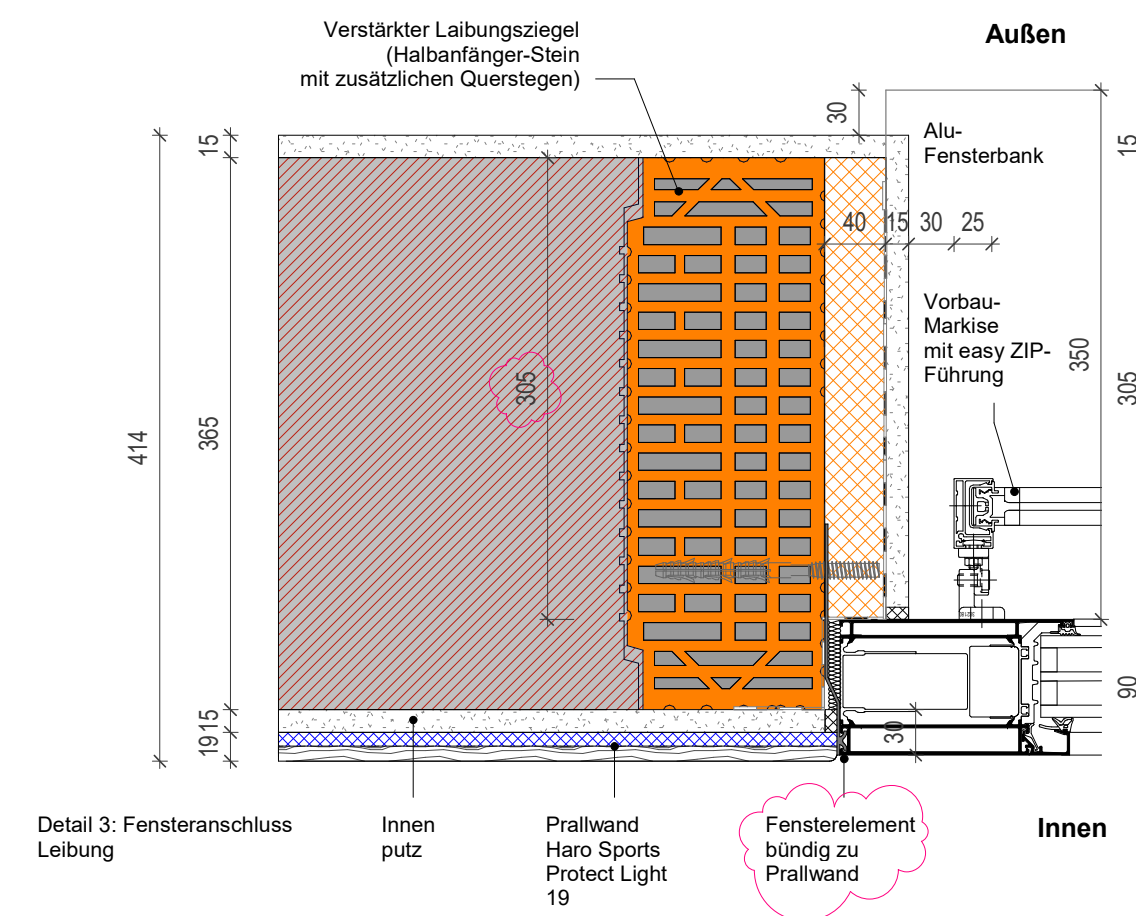 Verstärkter Laibungsziegel
(Halbanfänger-Stein
mit zusätzlichen Querstegen)
Außen
30
15
15
Alu-
Fensterbank
40
15
30
25
Vorbau-
Markise
mit easy ZIP-
Führung
350
305
305
365
414
90
30
15
19
Detail 3: Fensteranschluss
Leibung
Innen
putz
Prallwand
Haro Sports
Protect Light
19
Fensterelement
bündig zu
Prallwand
Innen